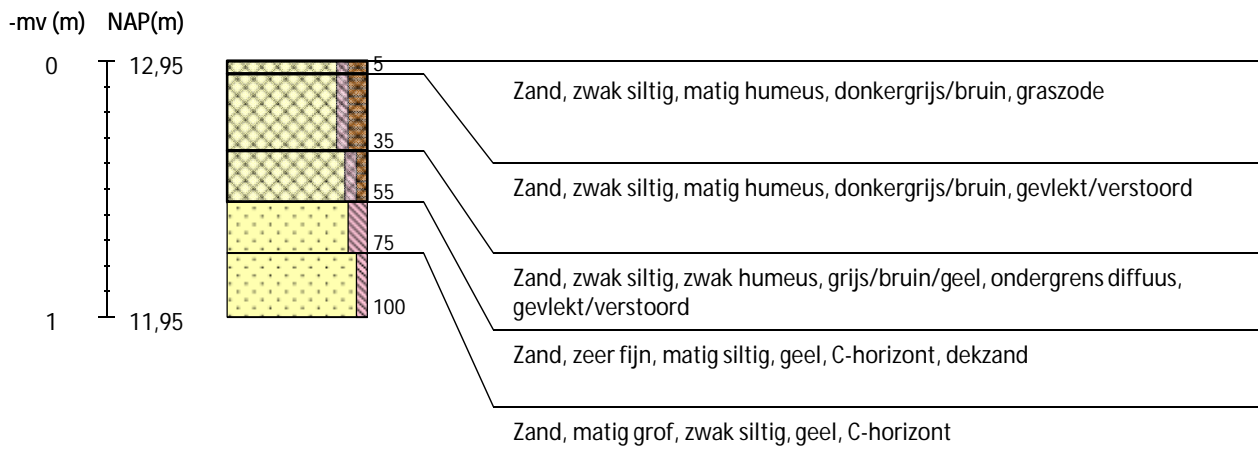 -mv (m) NAP(m)
0 12,95
5
Zand, zwak siltig, matig humeus, donkergrijs/bruin, graszode
35
Zand, zwak siltig, matig humeus, donkergrijs/bruin, gevlekt/verstoord
55
75
Zand, zwak siltig, zwak humeus, grijs/bruin/geel, ondergrens diffuus,
gevlekt/verstoord
100
1 11,95
Zand, zeer fijn, matig siltig, geel, C-horizont, dekzand
Zand, matig grof, zwak siltig, geel, C-horizont